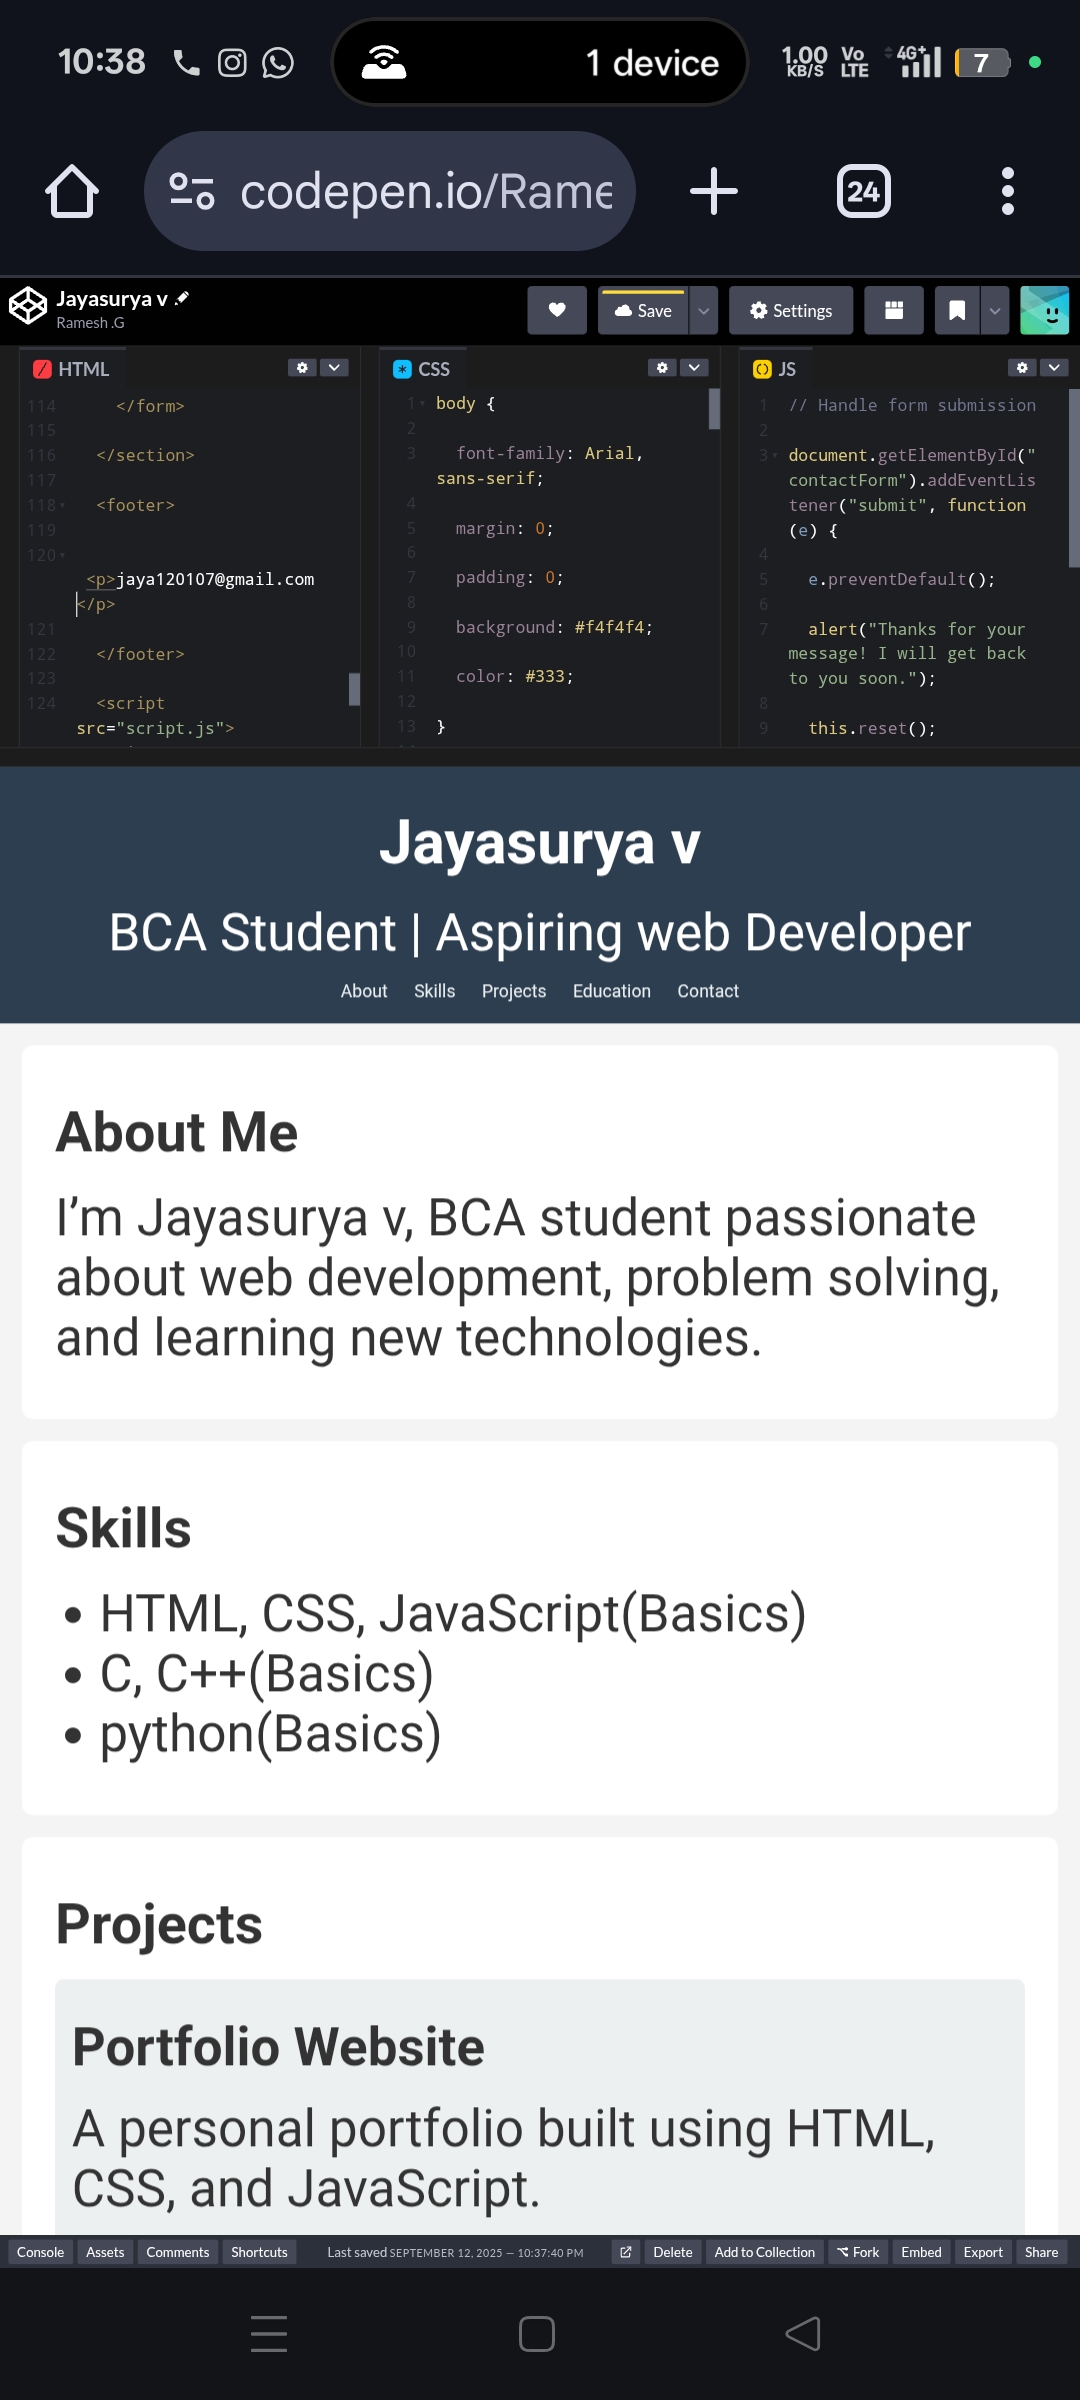 10:38
1 device
1.00 KB/S
Vo LTE
4G+
7
codepen.io/Rame
24
Jayasurya v
Ramesh .G
Save
Settings
HTML
114 </form>
115
116 </section>
117
118 <footer>
119
120
<p>jaya120107@gmail.com
</p>
121
122 </footer>
123
124 <script
src="script.js">
CSS
1 body {
2
3 font-family: Arial,
sans-serif;
4
5 margin: 0;
6
7 padding: 0;
8
9 background: #f4f4f4;
10
11 color: #333;
12
13 }
JS
1 // Handle form submission
2
3 document.getElementById("
contactForm").addEventLis
tener("submit", function
(e) {
4
5 e.preventDefault();
6
7 alert("Thanks for your
message! I will get back
to you soon.");
8
9 this.reset();
Jayasurya v
BCA Student | Aspiring web Developer
About Skills Projects Education Contact
About Me
I’m Jayasurya v, BCA student passionate
about web development, problem solving,
and learning new technologies.
Skills
• HTML, CSS, JavaScript(Basics)
• C, C++(Basics)
• python(Basics)
Projects
Portfolio Website
A personal portfolio built using HTML,
CSS, and JavaScript.
Console Assets Comments Shortcuts Last saved SEPTEMBER 12, 2025 — 10:37:40 PM Delete Add to Collection Fork Embed Export Share